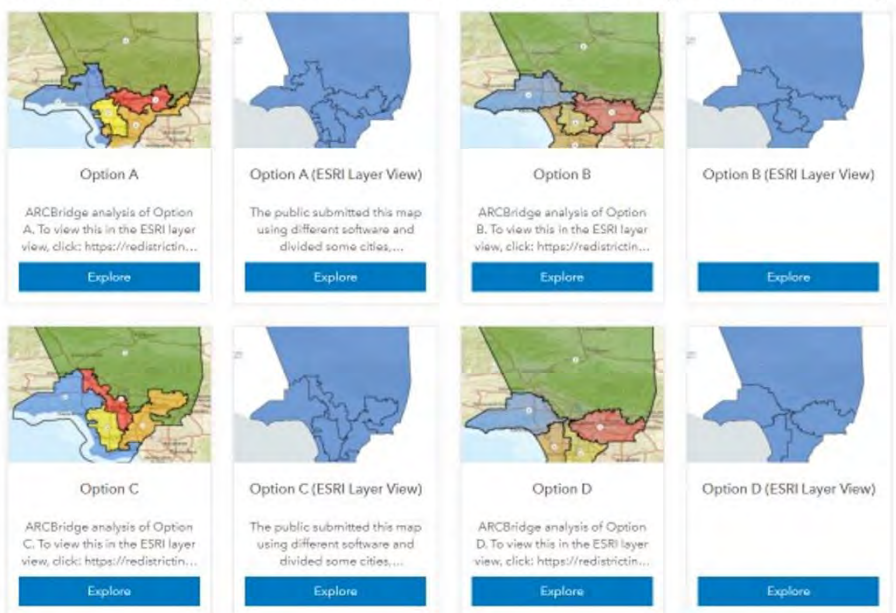 Option A
ARCBridge analysis of Option
A. To view this in the ESRI layer
view, click: https://redistrictin...
Explore
Option A (ESRI Layer View)
The public submitted this map
using different software and
divided some cities,...
Explore
Option B
ARCBridge analysis of Option
B. To view this in the ESRI layer
view, click: https://redistrictin...
Explore
Option B (ESRI Layer View)
Explore
Option C
ARCBridge analysis of Option
C. To view this in the ESRI layer
view, click: https://redistrictin...
Explore
Option C (ESRI Layer View)
The public submitted this map
using different software and
divided some cities,...
Explore
Option D
ARCBridge analysis of Option
D. To view this in the ESRI layer
view, click: https://redistrictin...
Explore
Option D (ESRI Layer View)
Explore